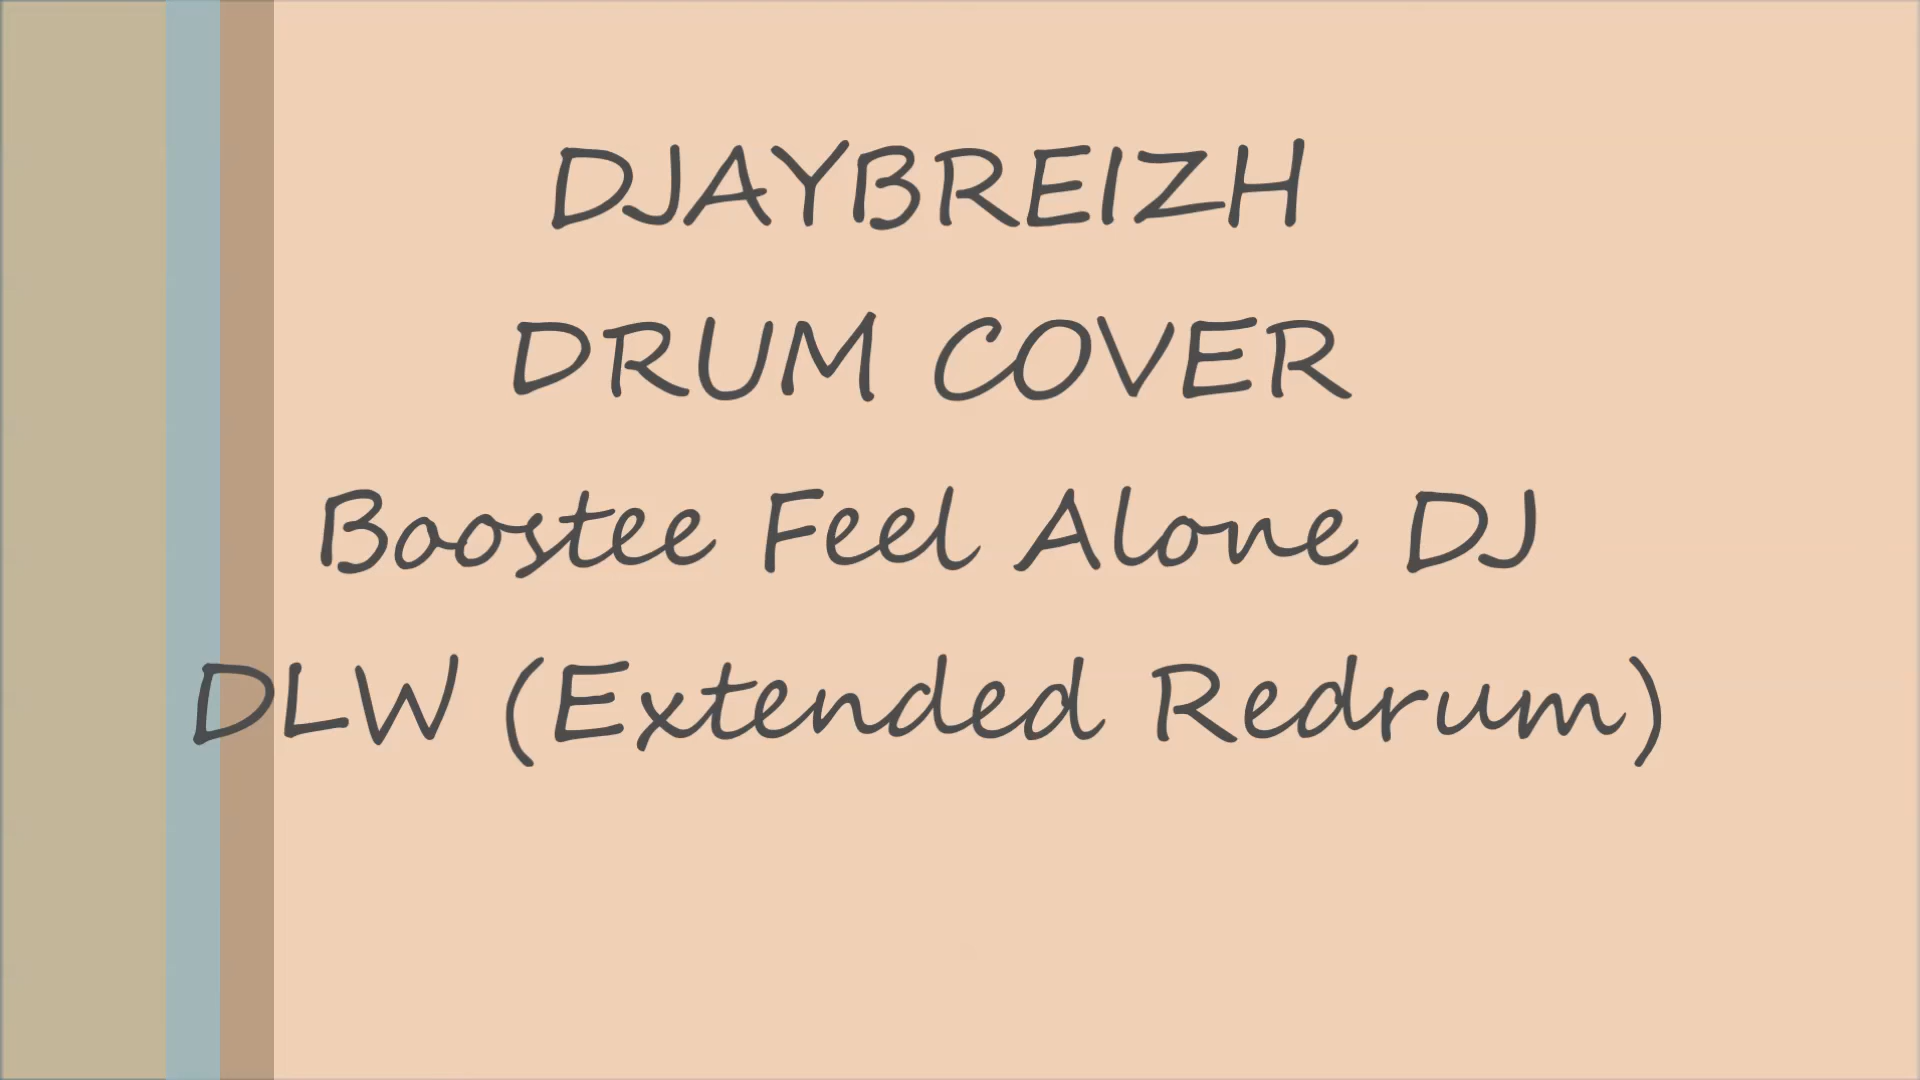 DJAYBREIZH
DRUM COVER
Boostee Feel Alone DJ
DLW (Extended Redrum)